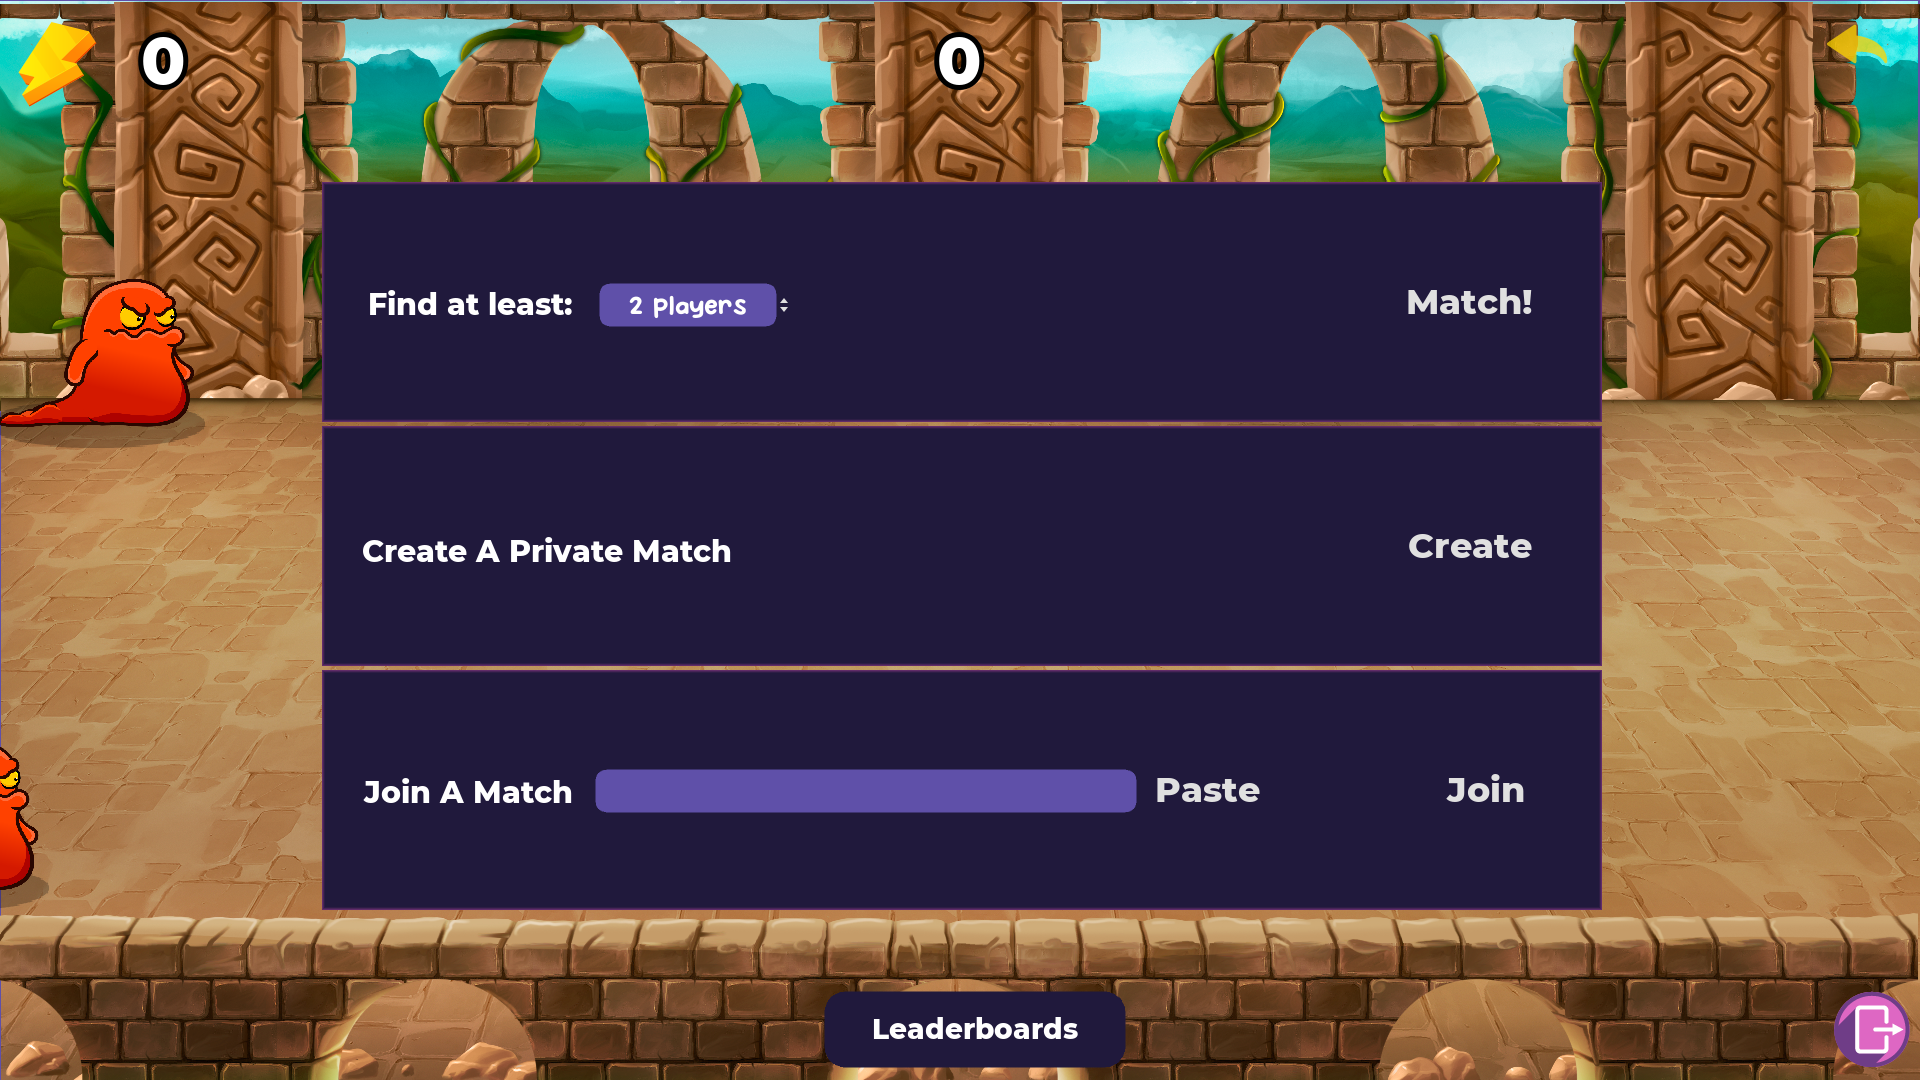 0
0
Find at least: 2 Players
Match!
Create A Private Match
Create
Join A Match
Paste
Join
Leaderboards